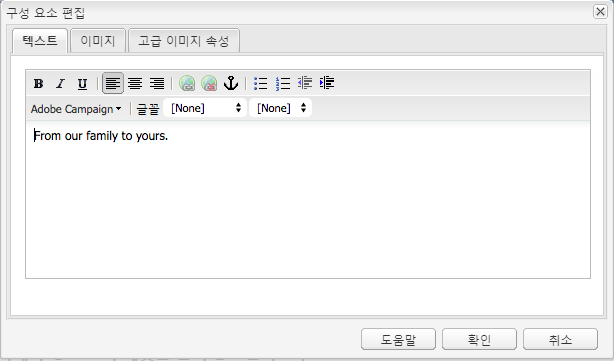 구성 요소 편집
텍스트 이미지 고급 이미지 속성
B I U
Adobe Campaign 글꼴 [None] [None]
From our family to yours.
도움말 확인 취소